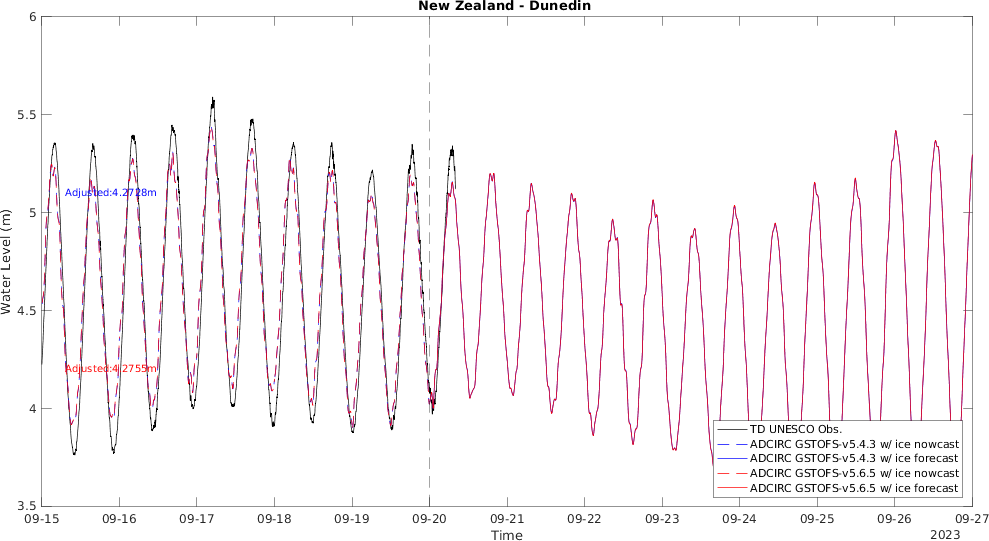 New Zealand - Dunedin
6
5.5
5
4.5
4
3.5
Water Level (m)
Adjusted:4.2728m
Adjusted:4.2755m
TD UNESCO Obs.
ADCIRC GSTOFS-v5.4.3 w/ ice nowcast
ADCIRC GSTOFS-v5.4.3 w/ ice forecast
ADCIRC GSTOFS-v5.6.5 w/ ice nowcast
ADCIRC GSTOFS-v5.6.5 w/ ice forecast
09-15 09-16 09-17 09-18 09-19 09-20 09-21 09-22 09-23 09-24 09-25 09-26 09-27
Time
2023